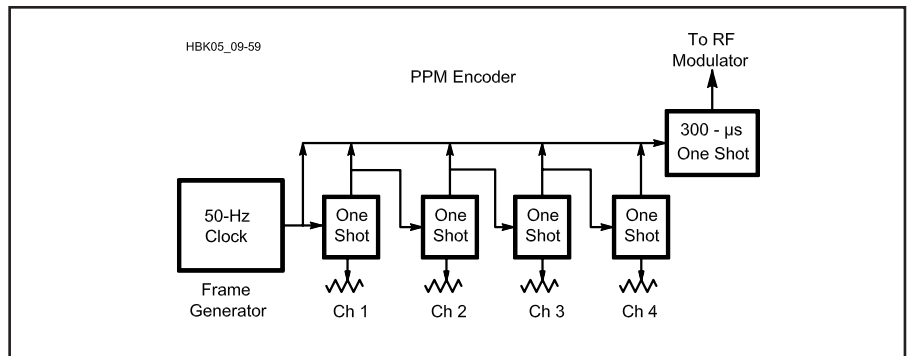 HBK05_09-59
To RF
Modulator
PPM Encoder
300 - µs
One Shot
50-Hz
Clock
One
Shot
One
Shot
One
Shot
One
Shot
Frame
Generator
Ch 1
Ch 2
Ch 3
Ch 4